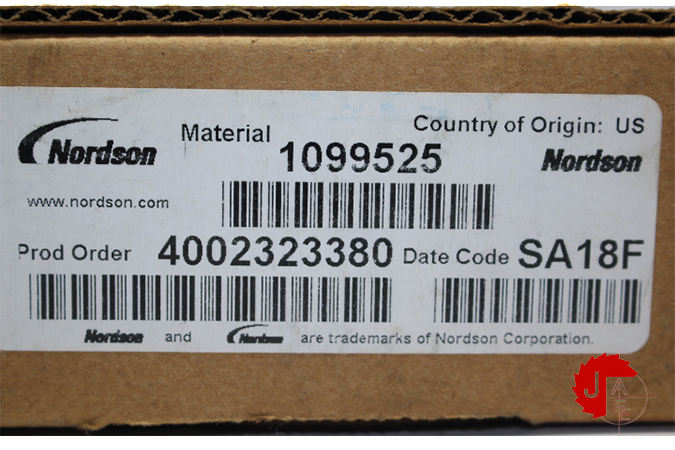 Nordson
Material
Country of Origin: US
1099525
Nordson
www.nordson.com
Prod Order 4002323380 Date Code SA18F
Nordson and Nordson are trademarks of Nordson Corporation.
J
A